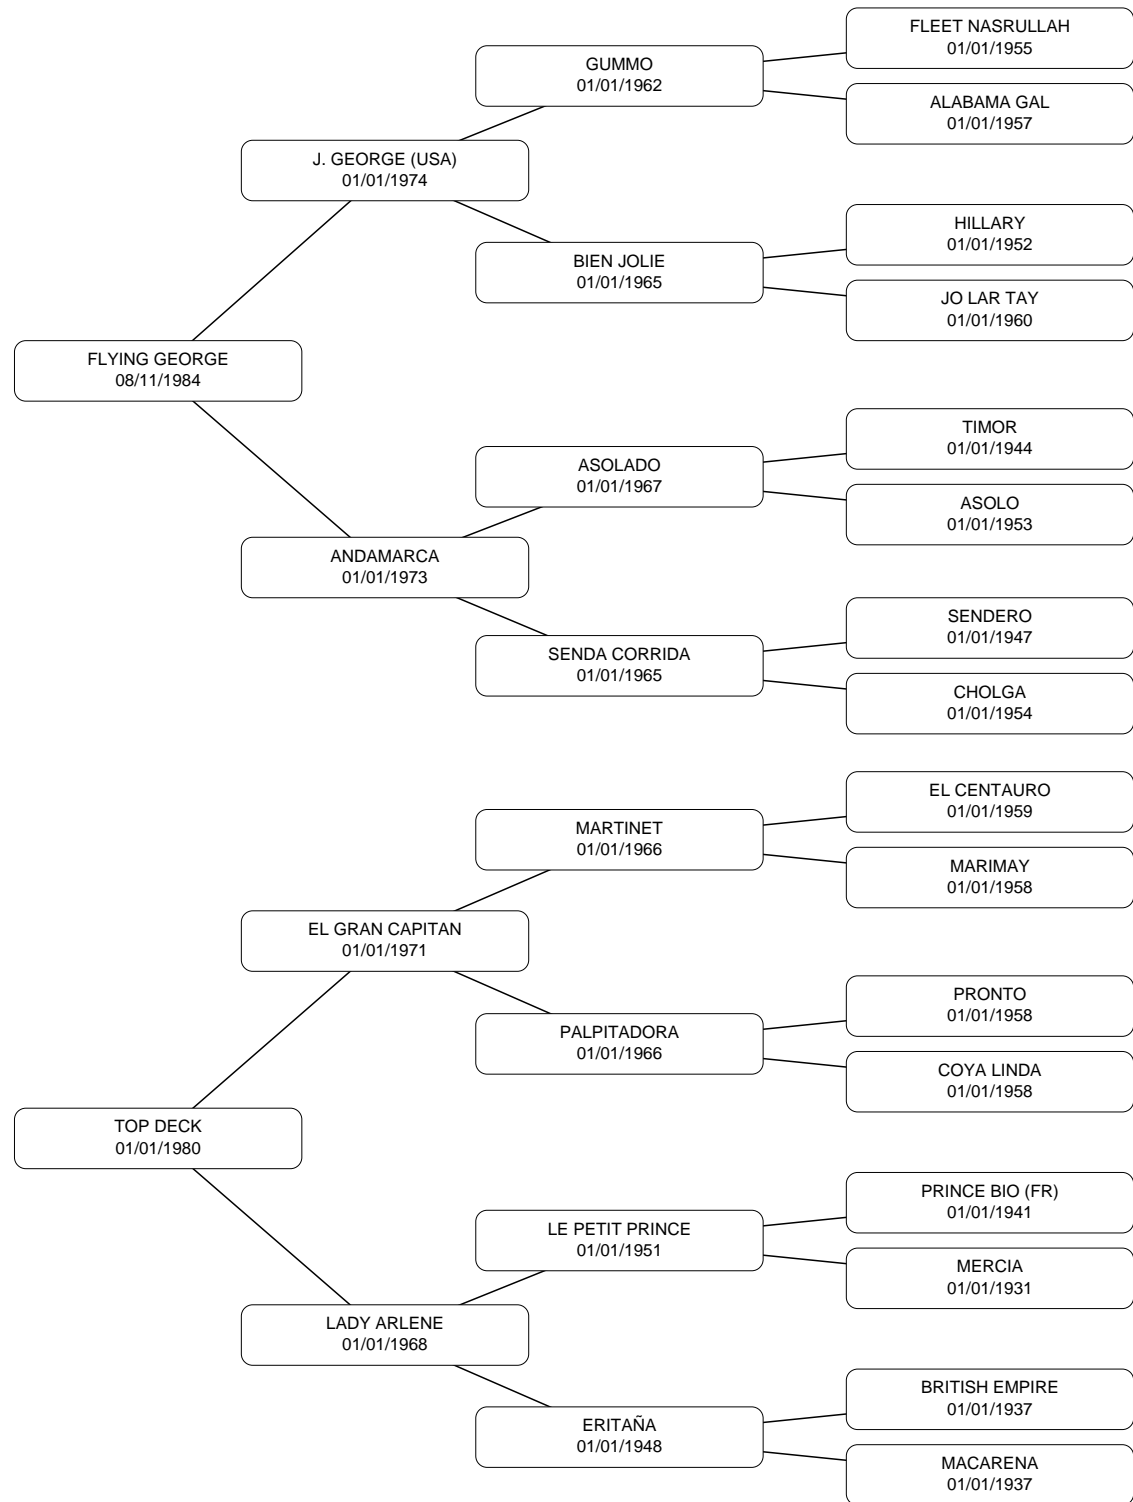 FLEET NASRULLAH
01/01/1955
GUMMO
01/01/1962
ALABAMA GAL
01/01/1957
J. GEORGE (USA)
01/01/1974
HILLARY
01/01/1952
BIEN JOLIE
01/01/1965
JO LAR TAY
01/01/1960
FLYING GEORGE
08/11/1984
TIMOR
01/01/1944
ASOLADO
01/01/1967
ASOLO
01/01/1953
ANDAMARCA
01/01/1973
SENDERO
01/01/1947
SENDA CORRIDA
01/01/1965
CHOLGA
01/01/1954
EL CENTAURO
01/01/1959
MARTINET
01/01/1966
MARIMAY
01/01/1958
EL GRAN CAPITAN
01/01/1971
PRONTO
01/01/1958
PALPITADORA
01/01/1966
COYA LINDA
01/01/1958
TOP DECK
01/01/1980
PRINCE BIO (FR)
01/01/1941
LE PETIT PRINCE
01/01/1951
MERCIA
01/01/1931
LADY ARLENE
01/01/1968
BRITISH EMPIRE
01/01/1937
ERITAÑA
01/01/1948
MACARENA
01/01/1937